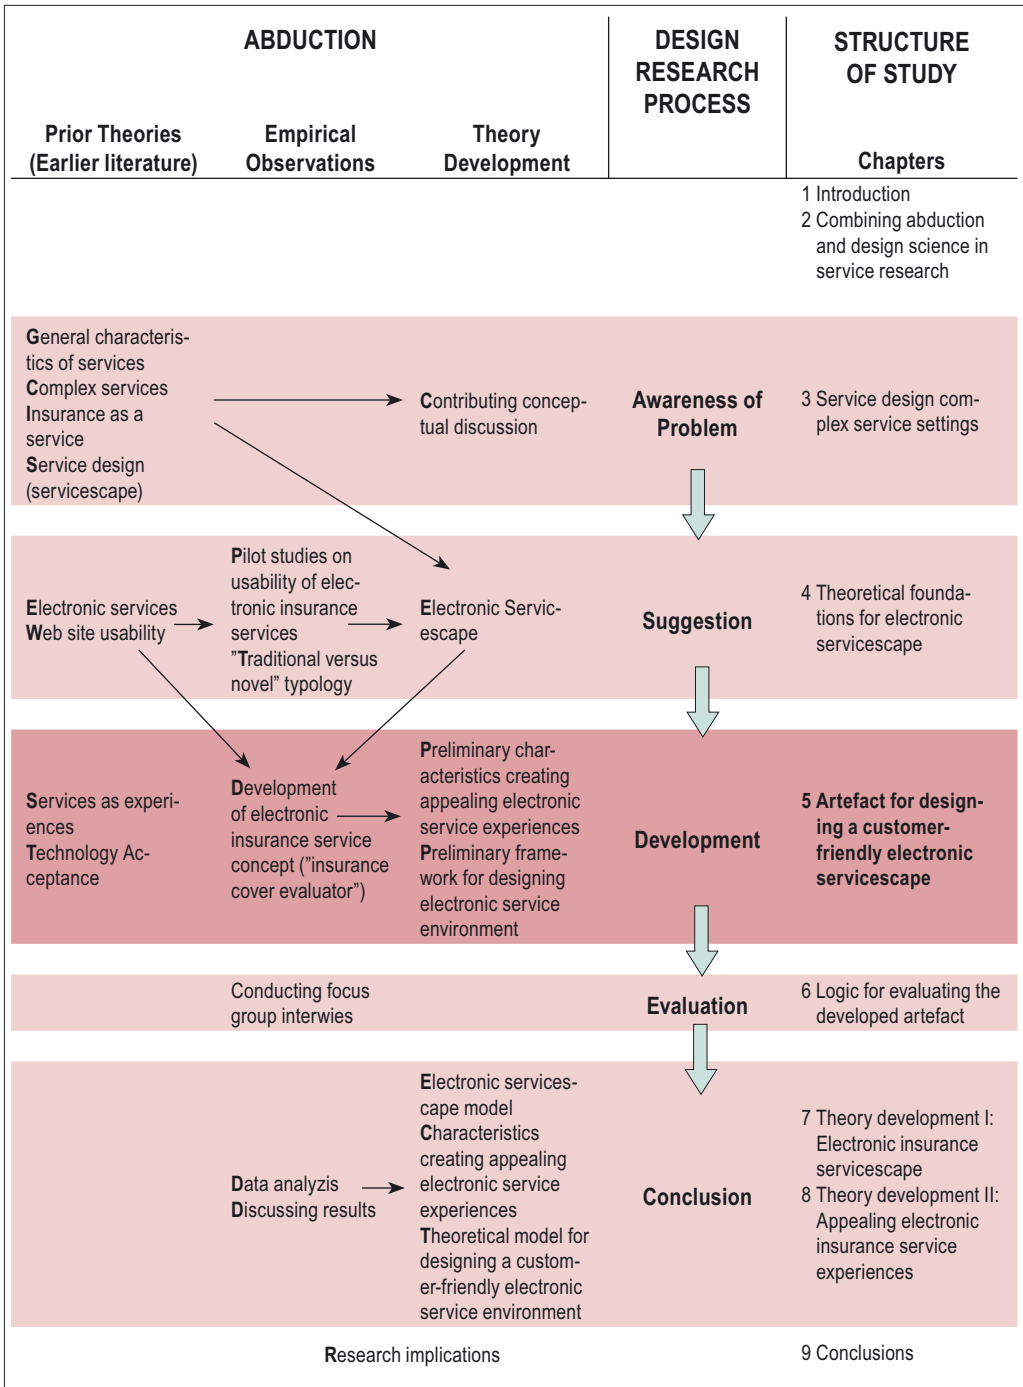 ABDUCTION
DESIGN
RESEARCH
PROCESS
STRUCTURE
OF STUDY
Prior Theories
(Earlier literature)
Empirical
Observations
Theory
Development
Chapters
1 Introduction
2 Combining abduction
and design science in
service research
General characteris-
tics of services
Complex services
Insurance as a
service
Service design
(servicescape)
Contributing concep-
tual discussion
Awareness of
Problem
3 Service design com-
plex service settings
Electronic services
Web site usability
Pilot studies on
usability of elec-
tronic insurance
services
”Traditional versus
novel” typology
Electronic Servic-
escape
Suggestion
4 Theoretical founda-
tions for electronic
servicescape
Services as experi-
ences
Technology Ac-
ceptance
Development
of electronic
insurance service
concept (”insurance
cover evaluator”)
Preliminary char-
acteristics creating
appealing electronic
service experiences
Preliminary frame-
work for designing
electronic service
environment
Development
5 Artefact for design-
ing a customer-
friendly electronic
servicescape
Conducting focus
group interwies
Evaluation
6 Logic for evaluating the
developed artefact
Data analyzis
Discussing results
Electronic services-
cape model
Characteristics
creating appealing
electronic service
experiences
Theoretical model for
designing a custom-
er-friendly electronic
service environment
Conclusion
7 Theory development I:
Electronic insurance
servicescape
8 Theory development II:
Appealing electronic
insurance service
experiences
Research implications
9 Conclusions